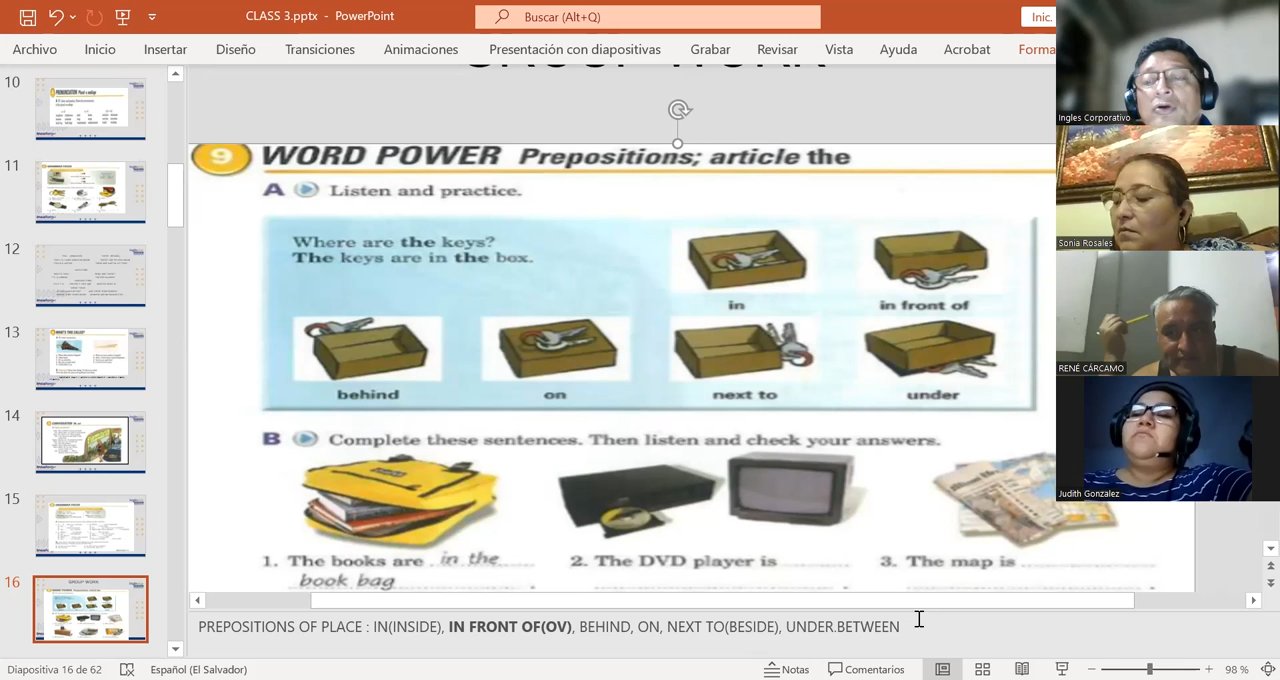 CLASS 3.pptx - PowerPoint
Buscar (Alt+Q)
Inic.
Archivo Inicio Insertar Diseño Transiciones Animaciones Presentación con diapositivas Grabar Revisar Vista Ayuda Acrobat Forma
Ingles Corporativo
Sonia Rosales
RENÉ CÁRCAMO
Judith Gonzalez
10
11
12
13
14
15
16
GROUP WORK
9 WORD POWER Prepositions; article the
A Listen and practice.
Where are the keys?
The keys are in the box.
in
in front of
behind
on
next to
under
B Complete these sentences. Then listen and check your answers.
1. The books are in the
book bag .
2. The DVD player is
3. The map is
PREPOSITIONS OF PLACE : IN(INSIDE), IN FRONT OF(OV), BEHIND, ON, NEXT TO(BESIDE), UNDER.BETWEEN
Diapositiva 16 de 62 Español (El Salvador) Notas Comentarios 98 %